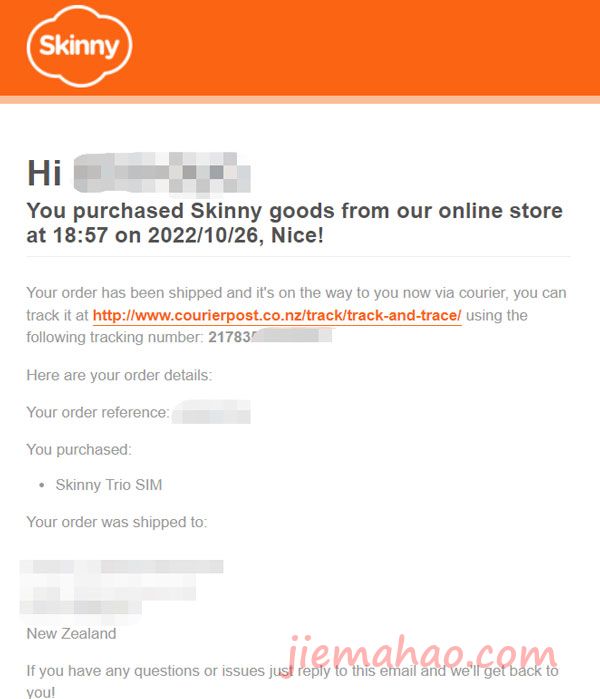 Skinny
Hi
You purchased Skinny goods from our online store
at 18:57 on 2022/10/26, Nice!
Your order has been shipped and it's on the way to you now via courier, you can
track it at http://www.courierpost.co.nz/track/track-and-trace/ using the
following tracking number: 21783
Here are your order details:
Your order reference:
You purchased:
• Skinny Trio SIM
Your order was shipped to:
New Zealand
jiemahao.com
If you have any questions or issues just reply to this email and we'll get back to
you!